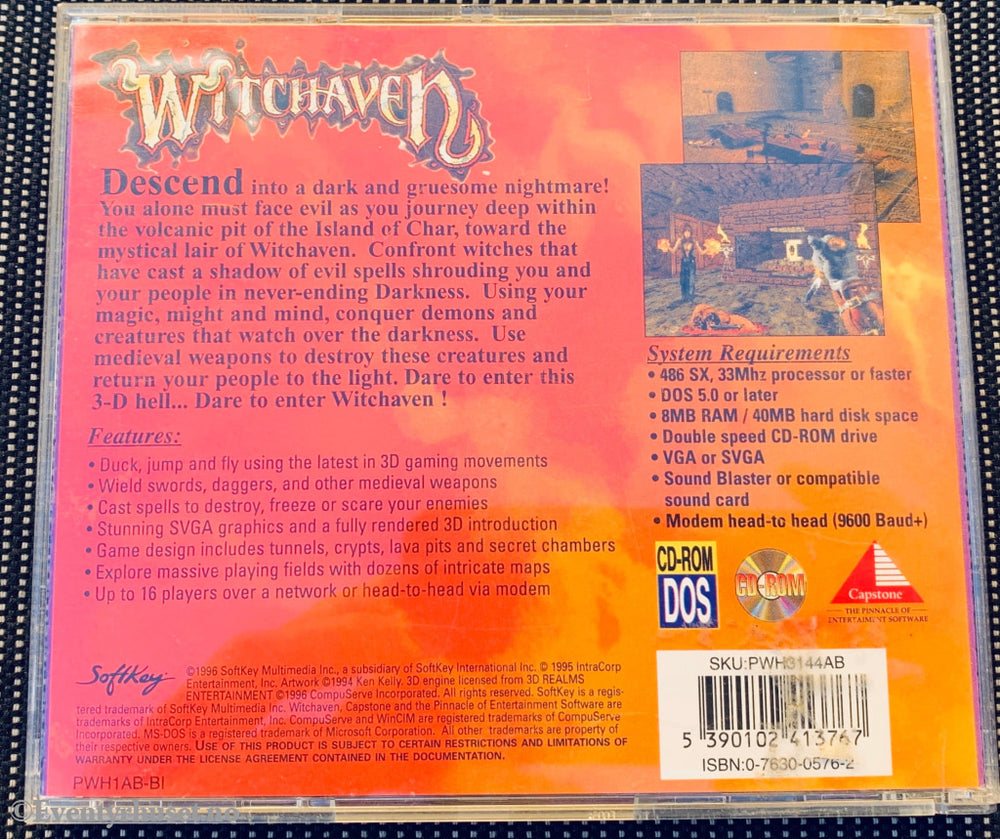 WITCHAVEN
Descend into a dark and gruesome nightmare!
You alone must face evil as you journey deep within
the volcanic pit of the Island of Char, toward the
mystical lair of Witchaven. Confront witches that
have cast a shadow of evil spells shrouding you and
your people in never-ending Darkness. Using your
magic, might and mind, conquer demons and
creatures that watch over the darkness. Use
medieval weapons to destroy these creatures and
return your people to the light. Dare to enter this
3-D hell... Dare to enter Witchaven !
Features:
• Duck, jump and fly using the latest in 3D gaming movements
• Wield swords, daggers, and other medieval weapons
• Cast spells to destroy, freeze or scare your enemies
• Stunning SVGA graphics and a fully rendered 3D introduction
• Game design includes tunnels, crypts, lava pits and secret chambers
• Explore massive playing fields with dozens of intricate maps
• Up to 16 players over a network or head-to-head via modem
System Requirements
• 486 SX, 33Mhz processor or faster
• DOS 5.0 or later
• 8MB RAM / 40MB hard disk space
• Double speed CD-ROM drive
• VGA or SVGA
• Sound Blaster or compatible
sound card
• Modem head-to head (9600 Baud+)
CD-ROM
DOS
CD-ROM
Capstone
THE PINNACLE OF
ENTERTAINMENT SOFTWARE
SoftKey
©1996 SoftKey Multimedia Inc., a subsidiary of SoftKey International Inc. © 1995 IntraCorp
Entertainment, Inc. Artwork ©1994 Ken Kelly. 3D engine licensed from 3D REALMS
ENTERTAINMENT ©1996 CompuServe Incorporated. All rights reserved. SoftKey is a regis-
tered trademark of SoftKey Multimedia Inc. Witchaven, Capstone and the Pinnacle of Entertainment Software are
trademarks of IntraCorp Entertainment, Inc. CompuServe and WinCIM are registered trademarks of CompuServe
Incorporated. MS-DOS is a registered trademark of Microsoft Corporation. All other trademarks are property of
their respective owners. USE OF THIS PRODUCT IS SUBJECT TO CERTAIN RESTRICTIONS AND LIMITATIONS OF
WARRANTY UNDER THE LICENSE AGREEMENT CONTAINED IN THE DOCUMENTATION.
PWH1AB-BI
SKU:PWH3144AB
5 390102 413767
ISBN:0-7630-0576-2
© Eventyrhuset.no